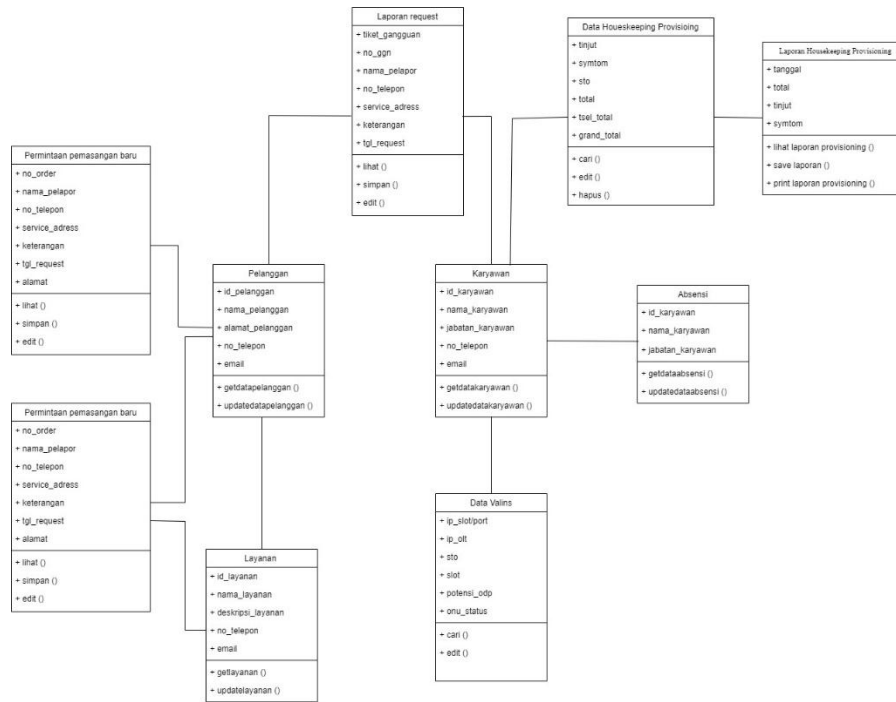 Laporan request
+ tiket_gangguan
+ no_ggn
+ nama_pelapor
+ no_telepon
+ service_adress
+ keterangan
+ tgl_request
+ lihat ()
+ simpan ()
+ edit ()
Data Houeskeeping Provisioing
+ tinjut
+ symtom
+ sto
+ total
+ tsel_total
+ grand_total
+ cari ()
+ edit ()
+ hapus ()
Laporan Housekeeping Provisioning
+ tanggal
+ total
+ tinjut
+ symtom
+ lihat laporan provisioning ()
+ save laporan ()
+ print laporan provisioning ()
Permintaan pemasangan baru
+ no_order
+ nama_pelapor
+ no_telepon
+ service_adress
+ keterangan
+ tgl_request
+ alamat
+ lihat ()
+ simpan ()
+ edit ()
Pelanggan
+ id_pelanggan
+ nama_pelanggan
+ alamat_pelanggan
+ no_telepon
+ email
+ getdatapelanggan ()
+ updatedatapelanggan ()
Karyawan
+ id_karyawan
+ nama_karyawan
+ jabatan_karyawan
+ no_telepon
+ email
+ getdatakaryawan ()
+ updatedatakaryawan ()
Absensi
+ id_karyawan
+ nama_karyawan
+ jabatan_karyawan
+ getdataabsensi ()
+ updatedataabsensi ()
Permintaan pemasangan baru
+ no_order
+ nama_pelapor
+ no_telepon
+ service_adress
+ keterangan
+ tgl_request
+ alamat
+ lihat ()
+ simpan ()
+ edit ()
Layanan
+ id_layanan
+ nama_layanan
+ deskripsi_layanan
+ no_telepon
+ email
+ getlayanan ()
+ updatelayanan ()
Data Valins
+ ip_slot/port
+ ip_olt
+ sto
+ slot
+ potensi_odp
+ onu_status
+ cari ()
+ edit ()